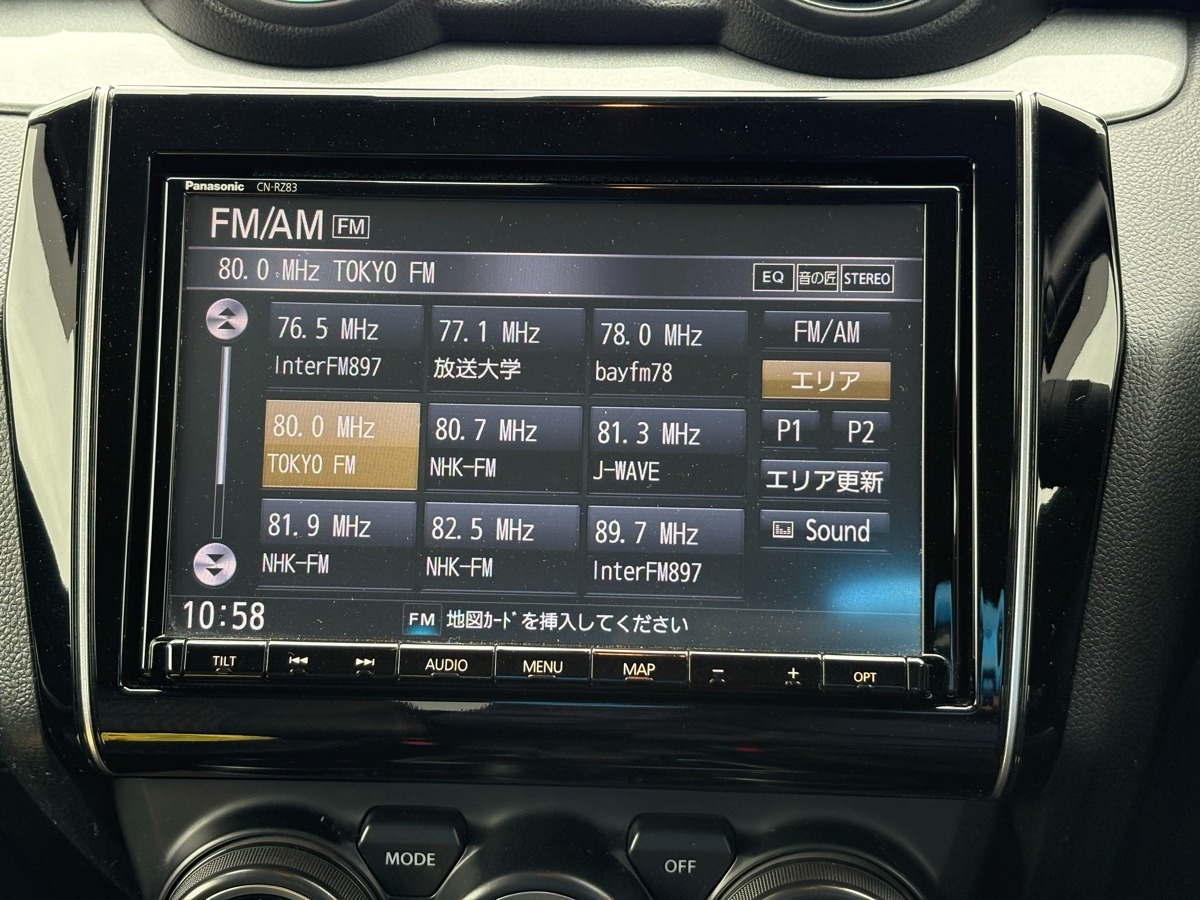 Panasonic CN-RZ83
FM/AM FM
80.0 MHz TOKYO FM EQ 音の匠 STEREO
76.5 MHz
InterFM897
77.1 MHz
放送大学
78.0 MHz
bayfm78
FM/AM
エリア
80.0 MHz
TOKYO FM
80.7 MHz
NHK-FM
81.3 MHz
J-WAVE
P1 P2
エリア更新
81.9 MHz
NHK-FM
82.5 MHz
NHK-FM
89.7 MHz
InterFM897
Sound
10:58 FM 地図ｶｰﾄﾞを挿入してください
TILT AUDIO MENU MAP − + OPT
MODE OFF